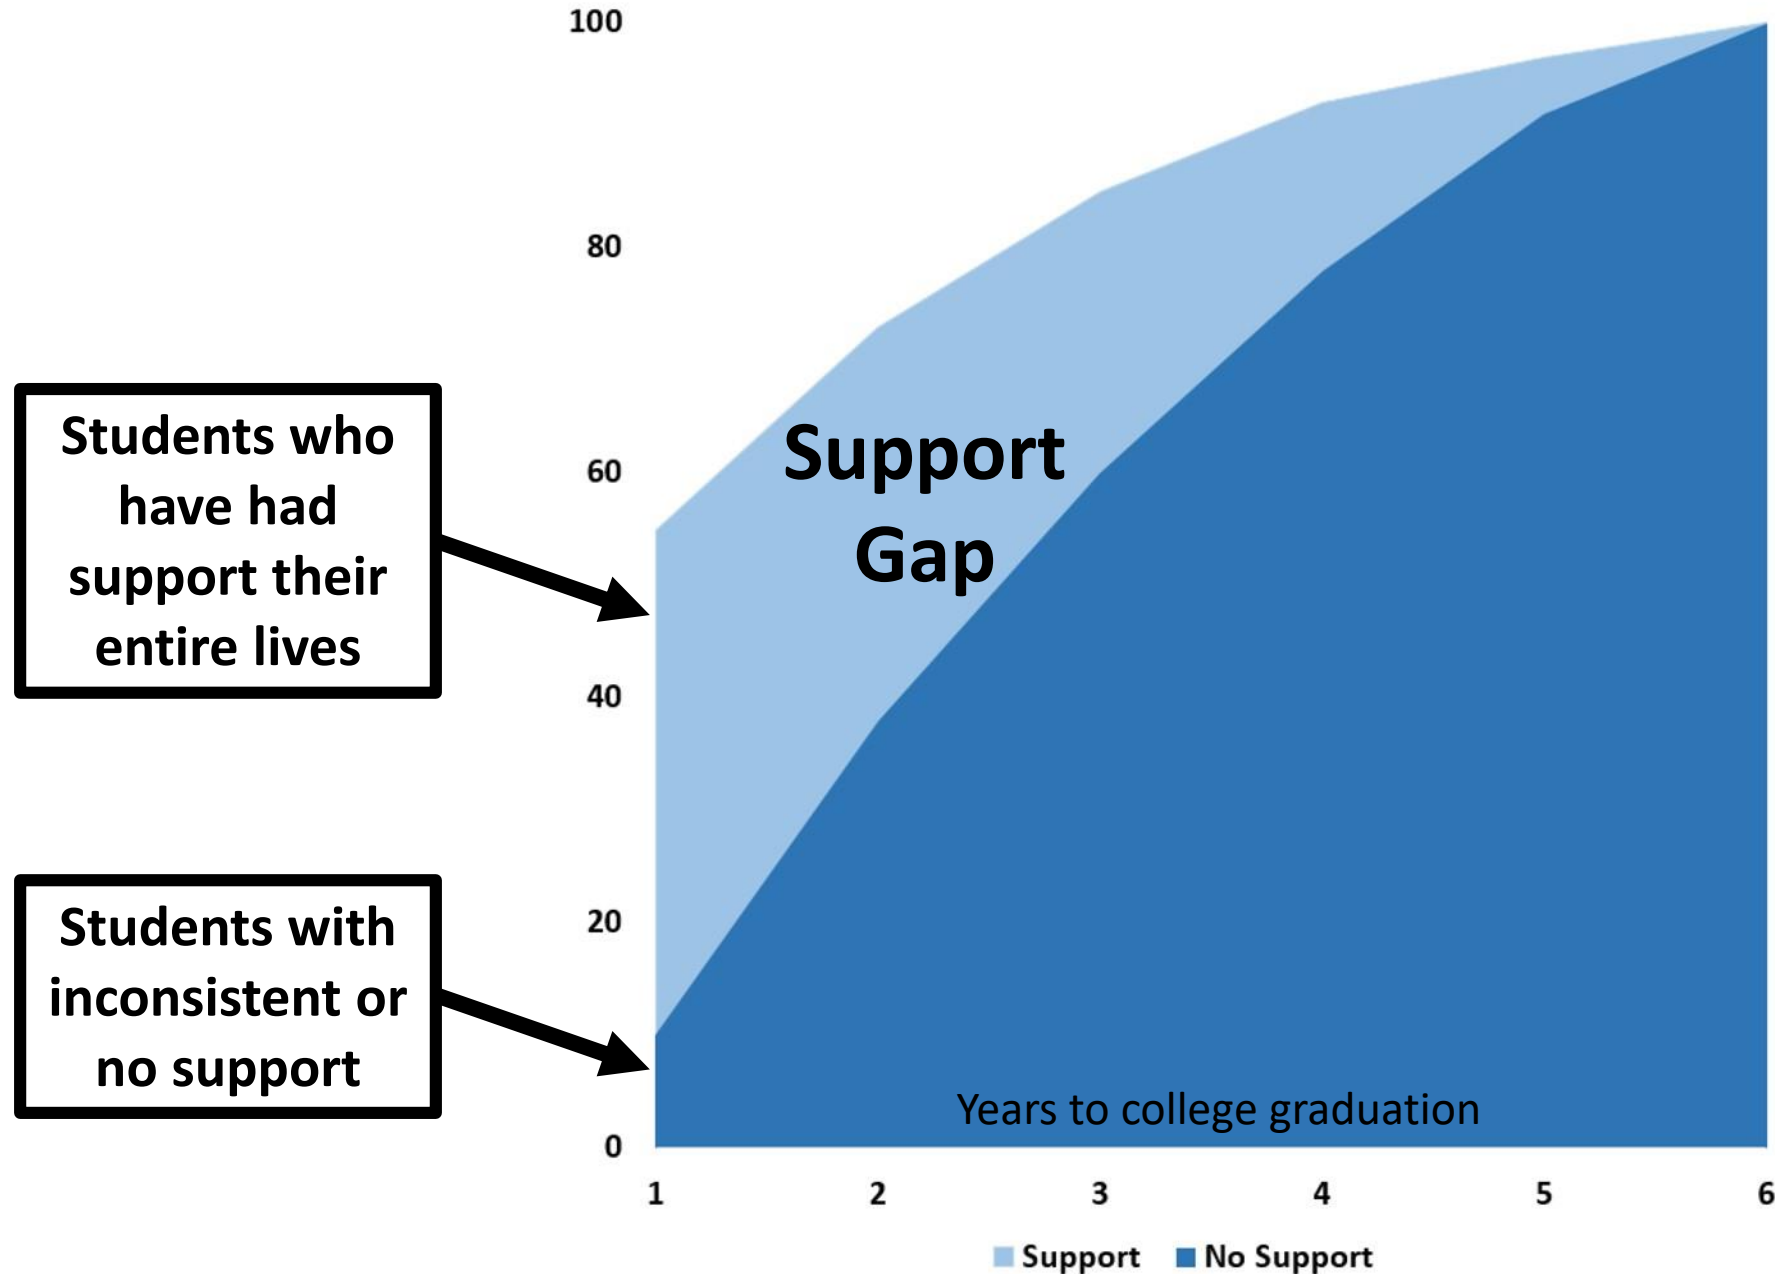 100
80
60
40
20
0
Students who
have had
support their
entire lives
Students with
inconsistent or
no support
Support
Gap
Years to college graduation
1 2 3 4 5 6
Support No Support